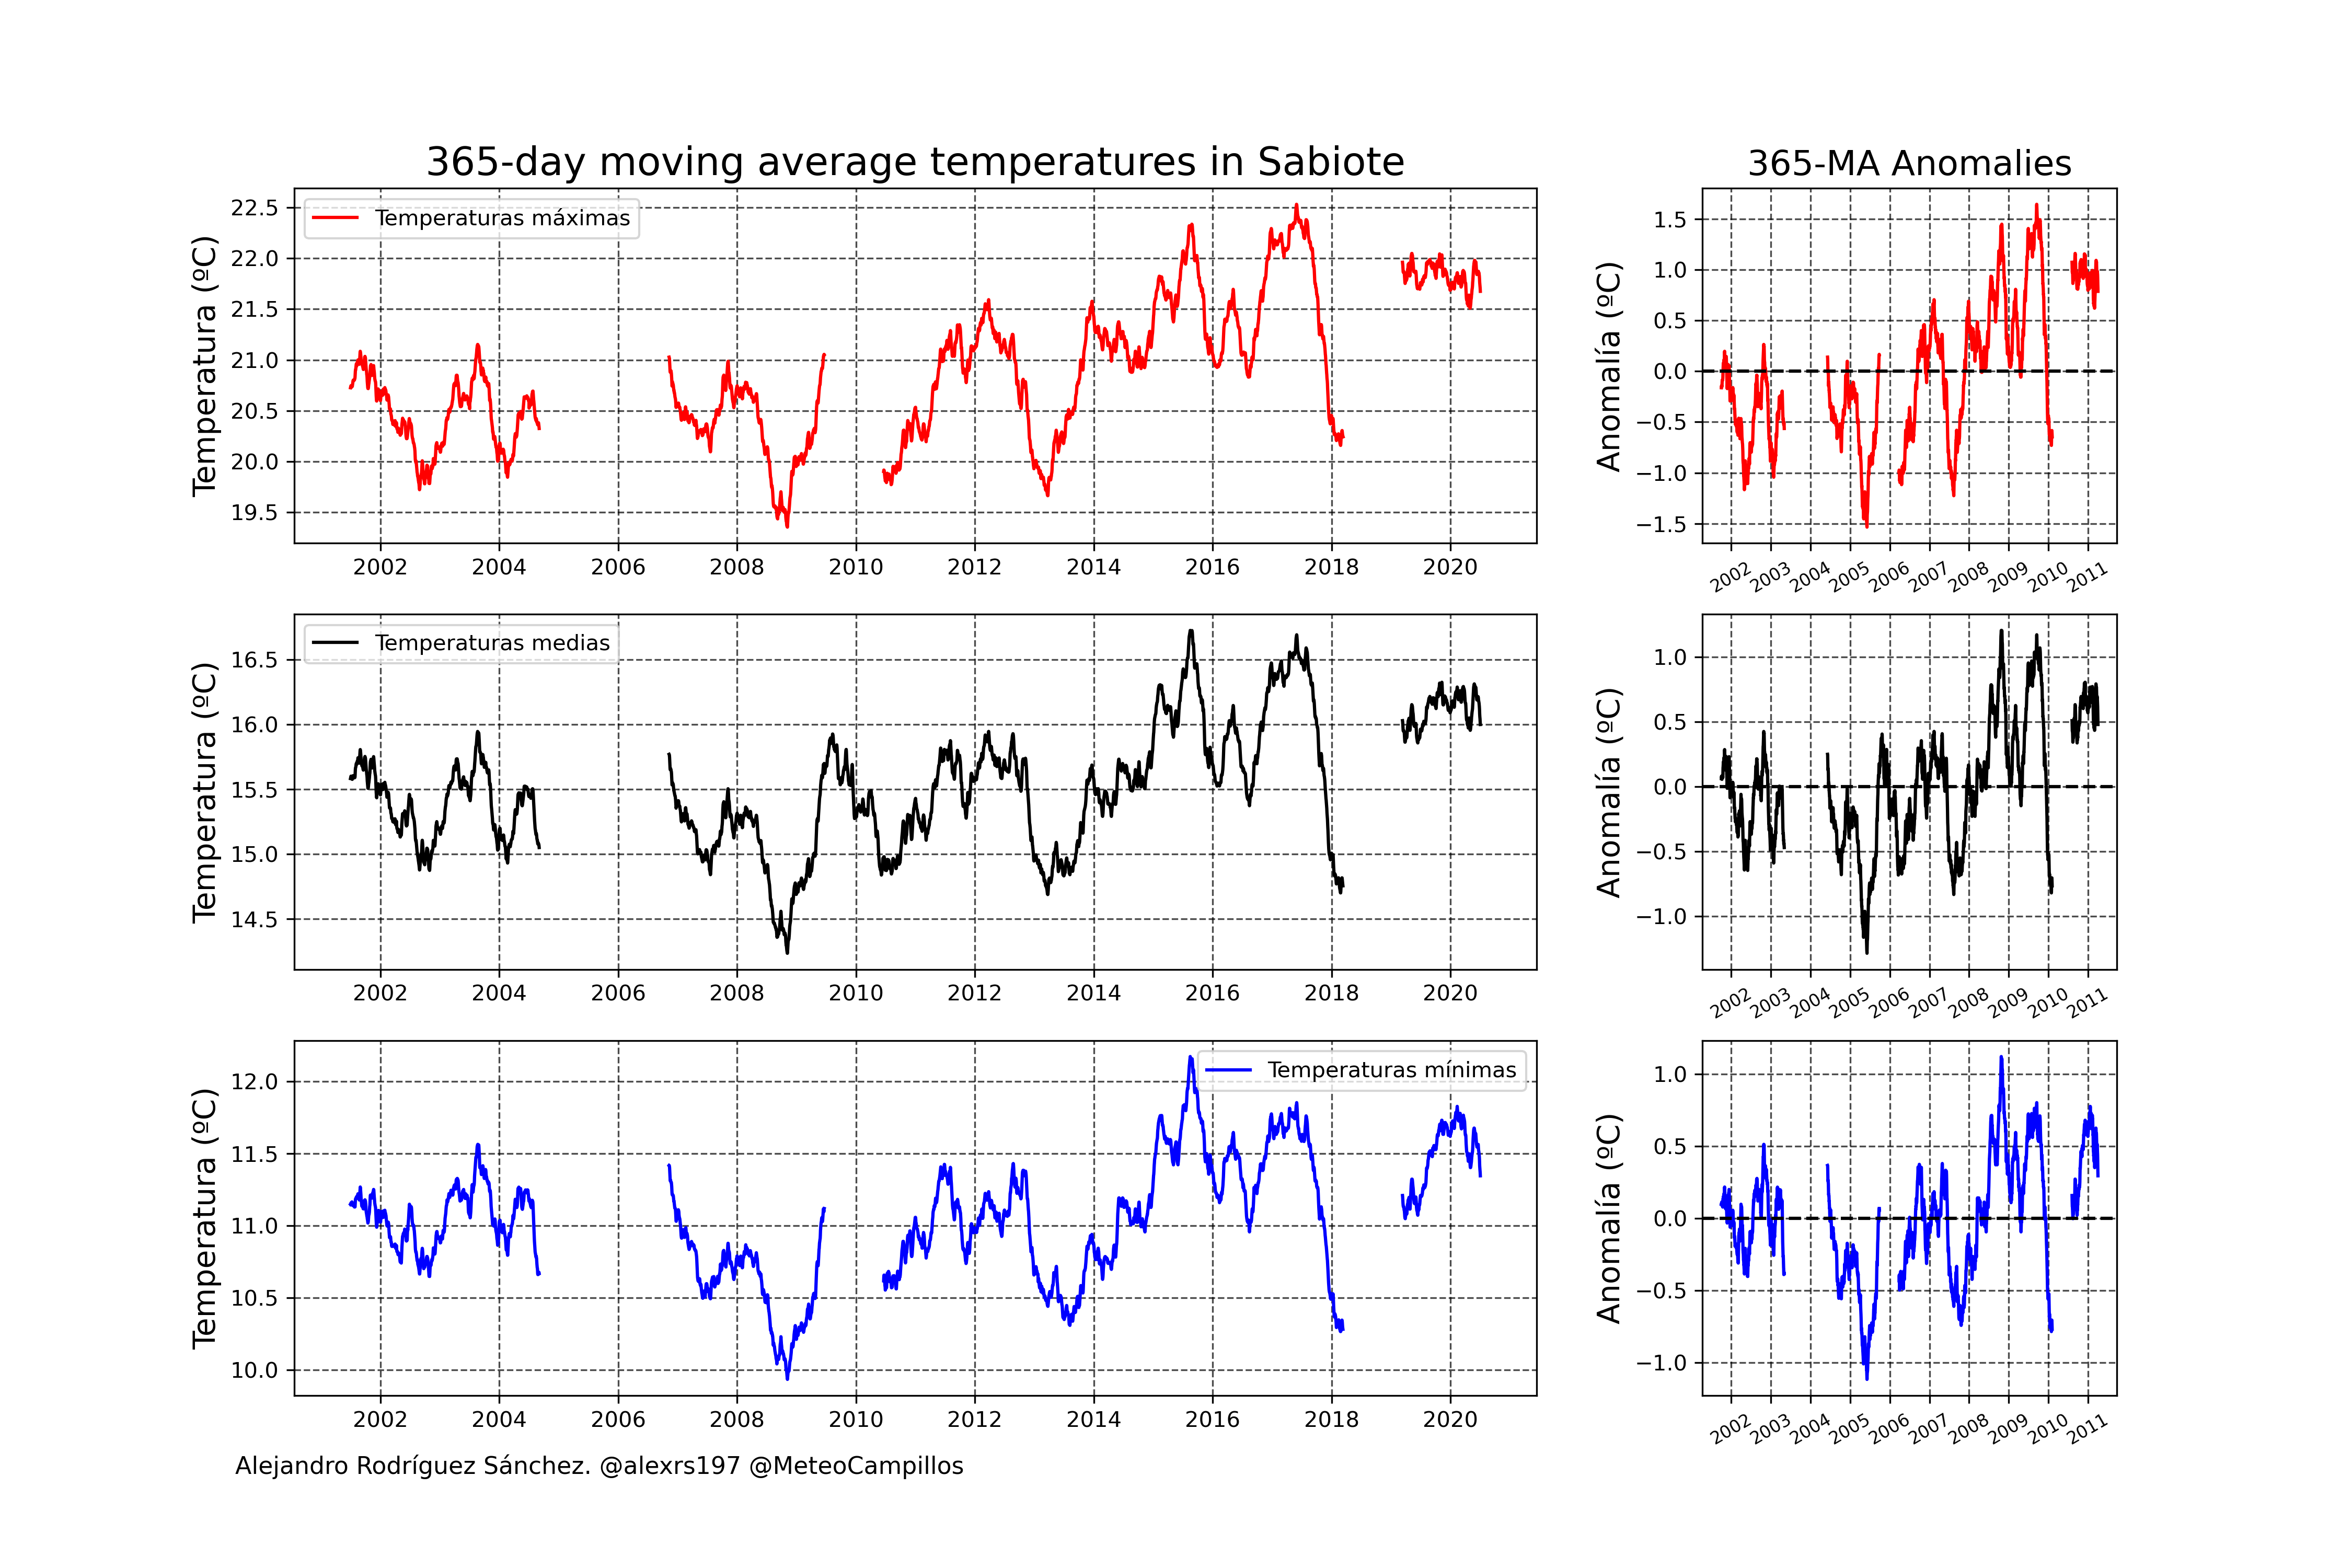 365-day moving average temperatures in Sabiote
365-MA Anomalies
Temperatura (ºC)
22.5
22.0
21.5
21.0
20.5
20.0
19.5
Temperaturas máximas
2002 2004 2006 2008 2010 2012 2014 2016 2018 2020
Anomalía (ºC)
1.5
1.0
0.5
0.0
−0.5
−1.0
−1.5
2002 2003 2004 2005 2006 2007 2008 2009 2010 2011
Temperatura (ºC)
16.5
16.0
15.5
15.0
14.5
Temperaturas medias
2002 2004 2006 2008 2010 2012 2014 2016 2018 2020
Anomalía (ºC)
1.0
0.5
0.0
−0.5
−1.0
2002 2003 2004 2005 2006 2007 2008 2009 2010 2011
Temperatura (ºC)
12.0
11.5
11.0
10.5
10.0
Temperaturas mínimas
2002 2004 2006 2008 2010 2012 2014 2016 2018 2020
Anomalía (ºC)
1.0
0.5
0.0
−0.5
−1.0
2002 2003 2004 2005 2006 2007 2008 2009 2010 2011
Alejandro Rodríguez Sánchez. @alexrs197 @MeteoCampillos